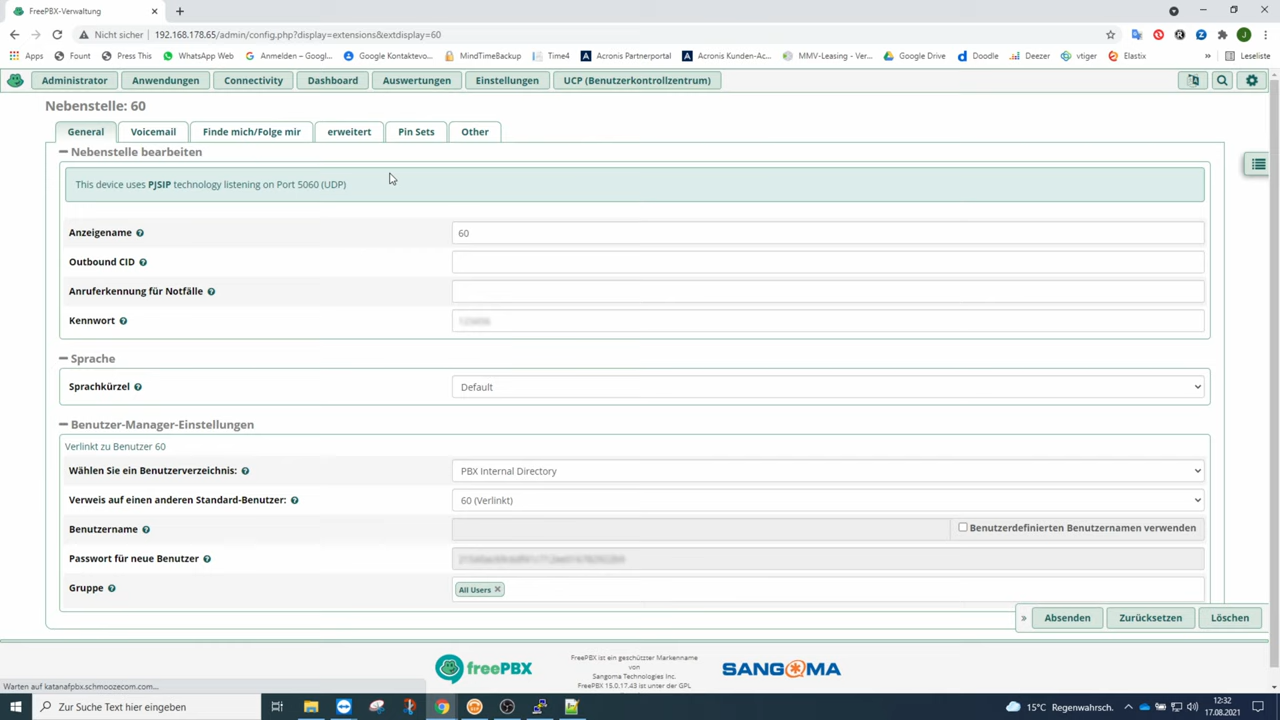 FreePBX-Verwaltung
Nicht sicher
192.168.178.65/admin/config.php?display=extensions&extdisplay=60
J
Apps
Fount
Press This
WhatsApp Web
Anmelden – Googl...
Google Kontaktevo...
MindTimeBackup
Time4
Acronis Partnerportal
Acronis Kunden-Ac...
MMV-Leasing - Ver...
Google Drive
Doodle
vtiger
Deezer
Elastix
»
Leseliste
Administrator
Anwendungen
Connectivity
Dashboard
Auswertungen
Einstellungen
UCP (Benutzerkontrollzentrum)
Nebenstelle: 60
General
Voicemail
Finde mich/Folge mir
erweitert
Pin Sets
Other
Nebenstelle bearbeiten
This device uses PJSIP technology listening on Port 5060 (UDP)
Anzeigename
60
Outbound CID
Anruferkennung für Notfälle
Kennwort
Sprache
Sprachkürzel
Default
Benutzer-Manager-Einstellungen
Verlinkt zu Benutzer 60
Wählen Sie ein Benutzerverzeichnis:
PBX Internal Directory
Verweis auf einen anderen Standard-Benutzer:
60 (Verlinkt)
Benutzername
Benutzerdefinierten Benutzernamen verwenden
Passwort für neue Benutzer
Gruppe
All Users
»
Absenden
Zurücksetzen
Löschen
freePBX
FreePBX ist ein geschützter Markenname
von
Sangoma Technologies Inc.
FreePBX 15.0.17.43 ist unter der GPL
SANGOMA
Warten auf katanafpbx.schmoozecom.com...
Zur Suche Text hier eingeben
15°C Regenwahrsch.
12:32
17.08.2021